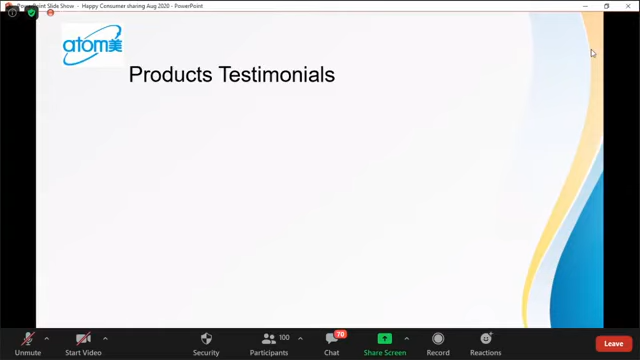 PowerPoint Slide Show - Happy Consumer sharing Aug 2020 - PowerPoint
atom美
Products Testimonials
100
70
Unmute
Start Video
Security
Participants
Chat
Share Screen
Record
Reactions
Leave